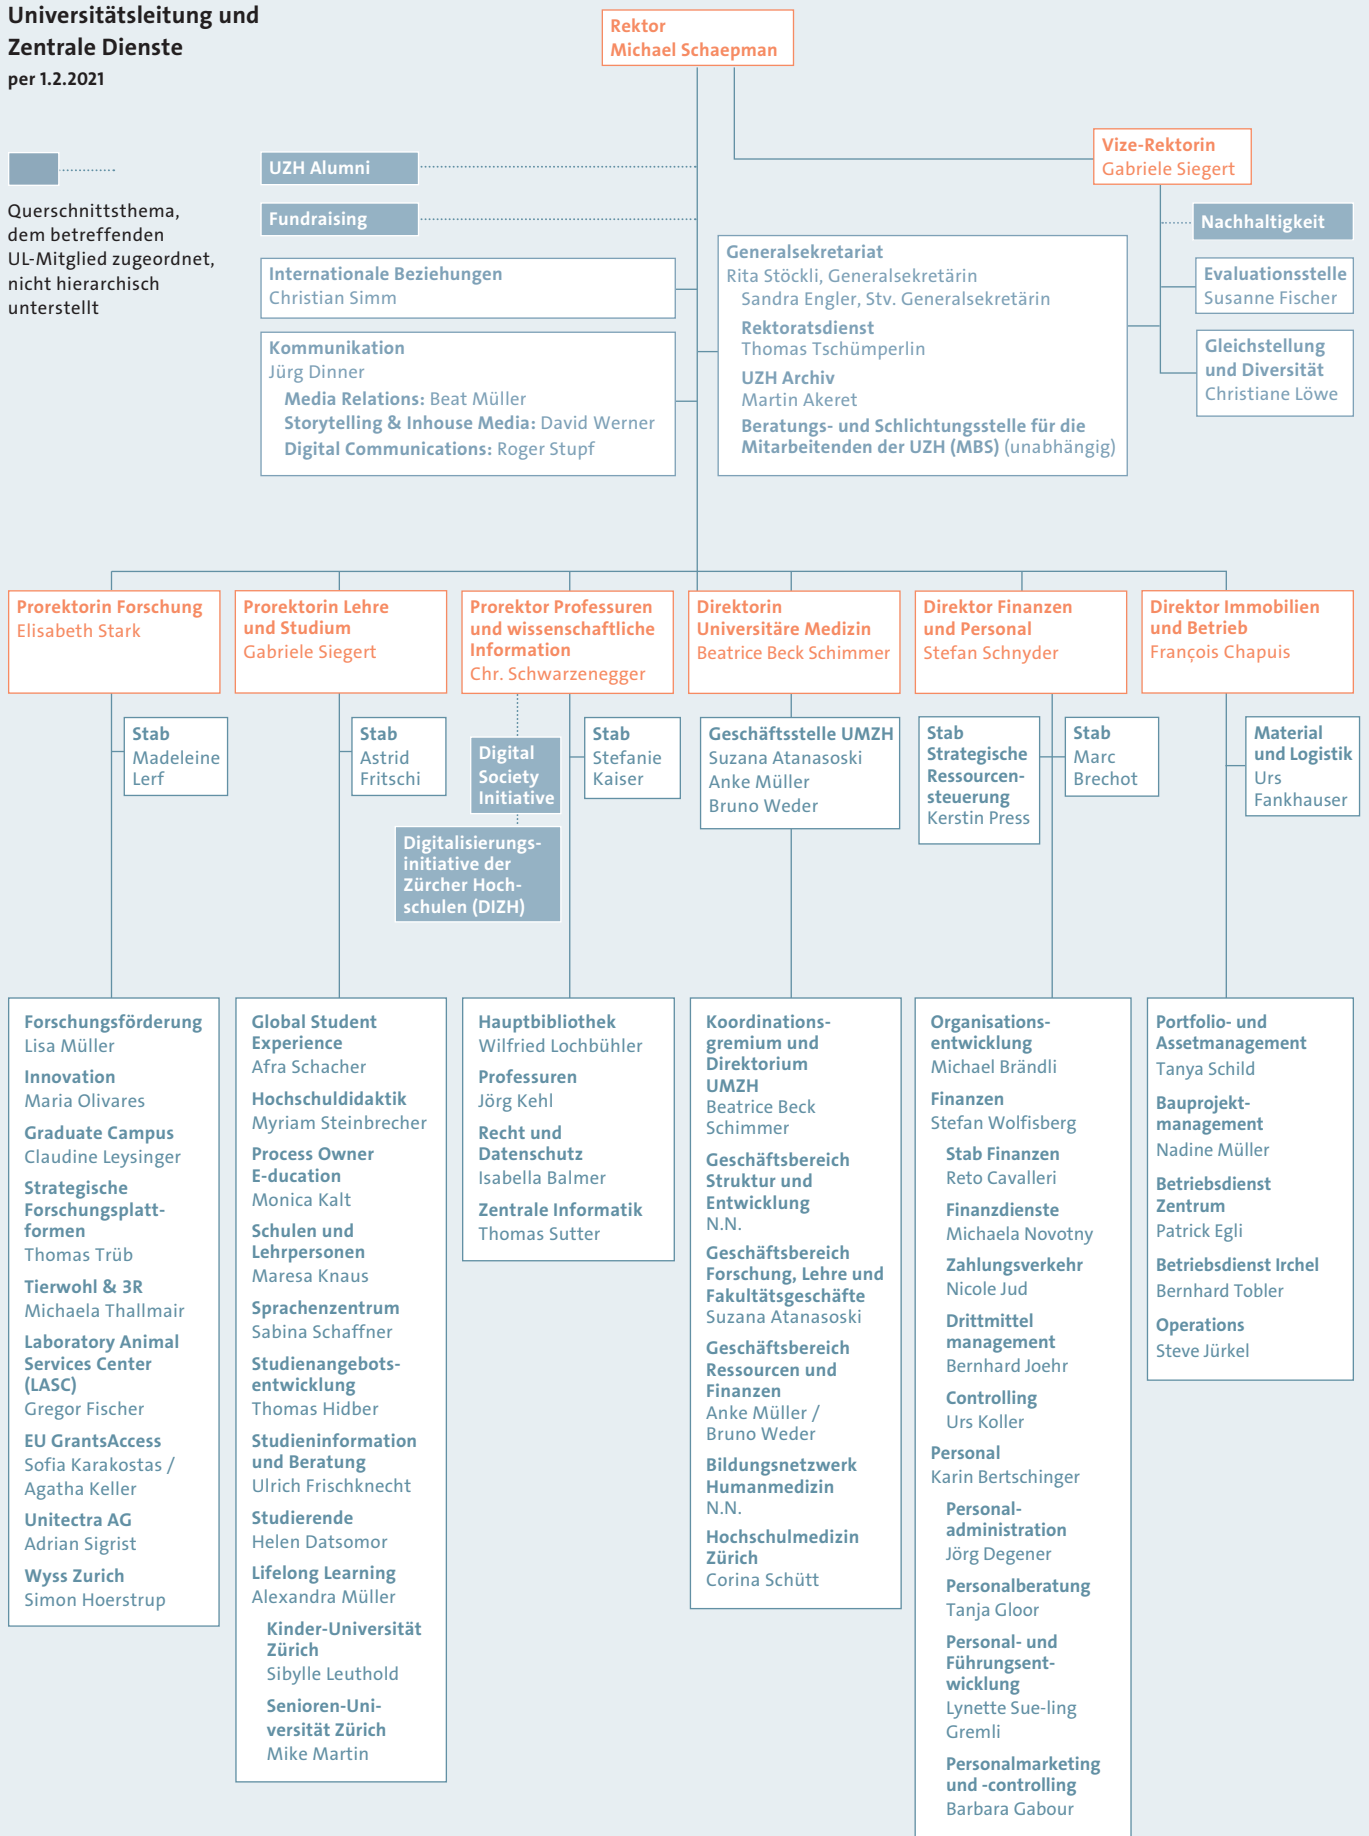 Universitätsleitung und
Zentrale Dienste
per 1.2.2021
Rektor
Michael Schaepman
Vize-Rektorin
Gabriele Siegert
Querschnittsthema,
dem betreffenden
UL-Mitglied zugeordnet,
nicht hierarchisch
unterstellt
UZH Alumni
Fundraising
Internationale Beziehungen
Christian Simm
Kommunikation
Jürg Dinner
Media Relations: Beat Müller
Storytelling & Inhouse Media: David Werner
Digital Communications: Roger Stupf
Generalsekretariat
Rita Stöckli, Generalsekretärin
Sandra Engler, Stv. Generalsekretärin
Rektoratsdienst
Thomas Tschümperlin
UZH Archiv
Martin Akeret
Beratungs- und Schlichtungsstelle für die
Mitarbeitenden der UZH (MBS) (unabhängig)
Nachhaltigkeit
Evaluationsstelle
Susanne Fischer
Gleichstellung
und Diversität
Christiane Löwe
Prorektorin Forschung
Elisabeth Stark
Prorektorin Lehre
und Studium
Gabriele Siegert
Prorektor Professuren
und wissenschaftliche
Information
Chr. Schwarzenegger
Direktorin
Universitäre Medizin
Beatrice Beck Schimmer
Direktor Finanzen
und Personal
Stefan Schnyder
Direktor Immobilien
und Betrieb
François Chapuis
Stab
Madeleine
Lerf
Stab
Astrid
Fritschi
Digital
Society
Initiative
Digitalisierungs-
initiative der
Zürcher Hoch-
schulen (DIZH)
Stab
Stefanie
Kaiser
Geschäftsstelle UMZH
Suzana Atanasoski
Anke Müller
Bruno Weder
Stab
Strategische
Ressourcen-
steuerung
Kerstin Press
Stab
Marc
Brechot
Material
und Logistik
Urs
Fankhauser
Forschungsförderung
Lisa Müller
Innovation
Maria Olivares
Graduate Campus
Claudine Leysinger
Strategische
Forschungsplatt-
formen
Thomas Trüb
Tierwohl & 3R
Michaela Thallmair
Laboratory Animal
Services Center
(LASC)
Gregor Fischer
EU GrantsAccess
Sofia Karakostas /
Agatha Keller
Unitectra AG
Adrian Sigrist
Wyss Zurich
Simon Hoerstrup
Global Student
Experience
Afra Schacher
Hochschuldidaktik
Myriam Steinbrecher
Process Owner
E-ducation
Monica Kalt
Schulen und
Lehrpersonen
Maresa Knaus
Sprachenzentrum
Sabina Schaffner
Studienangebots-
entwicklung
Thomas Hidber
Studieninformation
und Beratung
Ulrich Frischknecht
Studierende
Helen Datsomor
Lifelong Learning
Alexandra Müller
Kinder-Universität
Zürich
Sibylle Leuthold
Senioren-Uni-
versität Zürich
Mike Martin
Hauptbibliothek
Wilfried Lochbühler
Professuren
Jörg Kehl
Recht und
Datenschutz
Isabella Balmer
Zentrale Informatik
Thomas Sutter
Koordinations-
gremium und
Direktorium
UMZH
Beatrice Beck
Schimmer
Geschäftsbereich
Struktur und
Entwicklung
N.N.
Geschäftsbereich
Forschung, Lehre und
Fakultätsgeschäfte
Suzana Atanasoski
Geschäftsbereich
Ressourcen und
Finanzen
Anke Müller /
Bruno Weder
Bildungsnetzwerk
Humanmedizin
N.N.
Hochschulmedizin
Zürich
Corina Schütt
Organisations-
entwicklung
Michael Brändli
Finanzen
Stefan Wolfisberg
Stab Finanzen
Reto Cavalleri
Finanzdienste
Michaela Novotny
Zahlungsverkehr
Nicole Jud
Drittmittel
management
Bernhard Joehr
Controlling
Urs Koller
Personal
Karin Bertschinger
Personal-
administration
Jörg Degener
Personalberatung
Tanja Gloor
Personal- und
Führungsent-
wicklung
Lynette Sue-ling
Gremli
Personalmarketing
und -controlling
Barbara Gabour
Portfolio- und
Assetmanagement
Tanya Schild
Bauprojekt-
management
Nadine Müller
Betriebsdienst
Zentrum
Patrick Egli
Betriebsdienst Irchel
Bernhard Tobler
Operations
Steve Jürkel